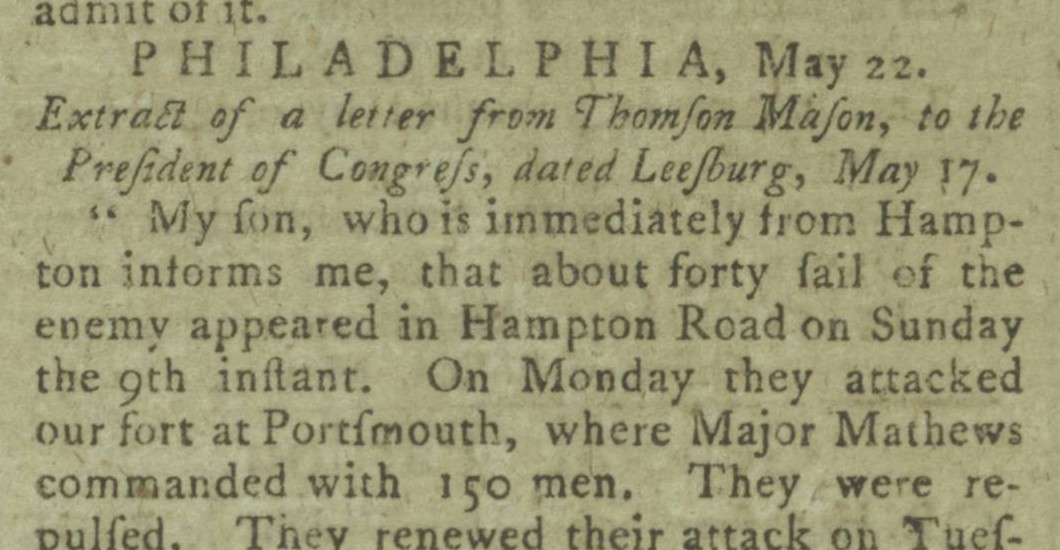 admit of it.
PHILADELPHIA, May 22.
Extract of a letter from Thomſon Maſon, to the
Preſident of Congreſs, dated Leeſburg, May 17.
“ My ſon, who is immediately from Hamp-
ton informs me, that about forty ſail of the
enemy appeared in Hampton Road on Sunday
the 9th inſtant. On Monday they attacked
our fort at Portſmouth, where Major Mathews
commanded with 150 men. They were re-
pulſed. They renewed their attack on Tueſ-